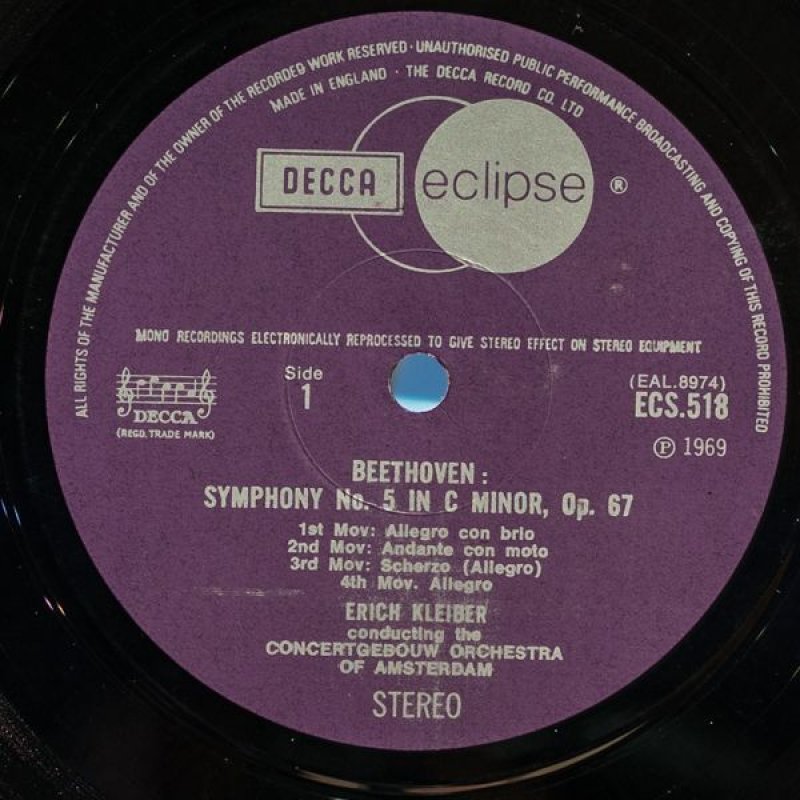 ALL RIGHTS OF THE MANUFACTURER AND OF THE OWNER OF THE RECORDED WORK RESERVED · UNAUTHORISED PUBLIC PERFORMANCE BROADCASTING AND COPYING OF THIS RECORD PROHIBITED
MADE IN ENGLAND · THE DECCA RECORD CO. LTD
DECCA eclipse ®
MONO RECORDINGS ELECTRONICALLY REPROCESSED TO GIVE STEREO EFFECT ON STEREO EQUIPMENT
Side
1
DECCA
(REGD. TRADE MARK)
(EAL.8974)
ECS.518
℗ 1969
BEETHOVEN :
SYMPHONY No. 5 IN C MINOR, Op. 67
1st Mov: Allegro con brio
2nd Mov: Andante con moto
3rd Mov: Scherzo (Allegro)
4th Mov. Allegro
ERICH KLEIBER
conducting the
CONCERTGEBOUW ORCHESTRA
OF AMSTERDAM
STEREO